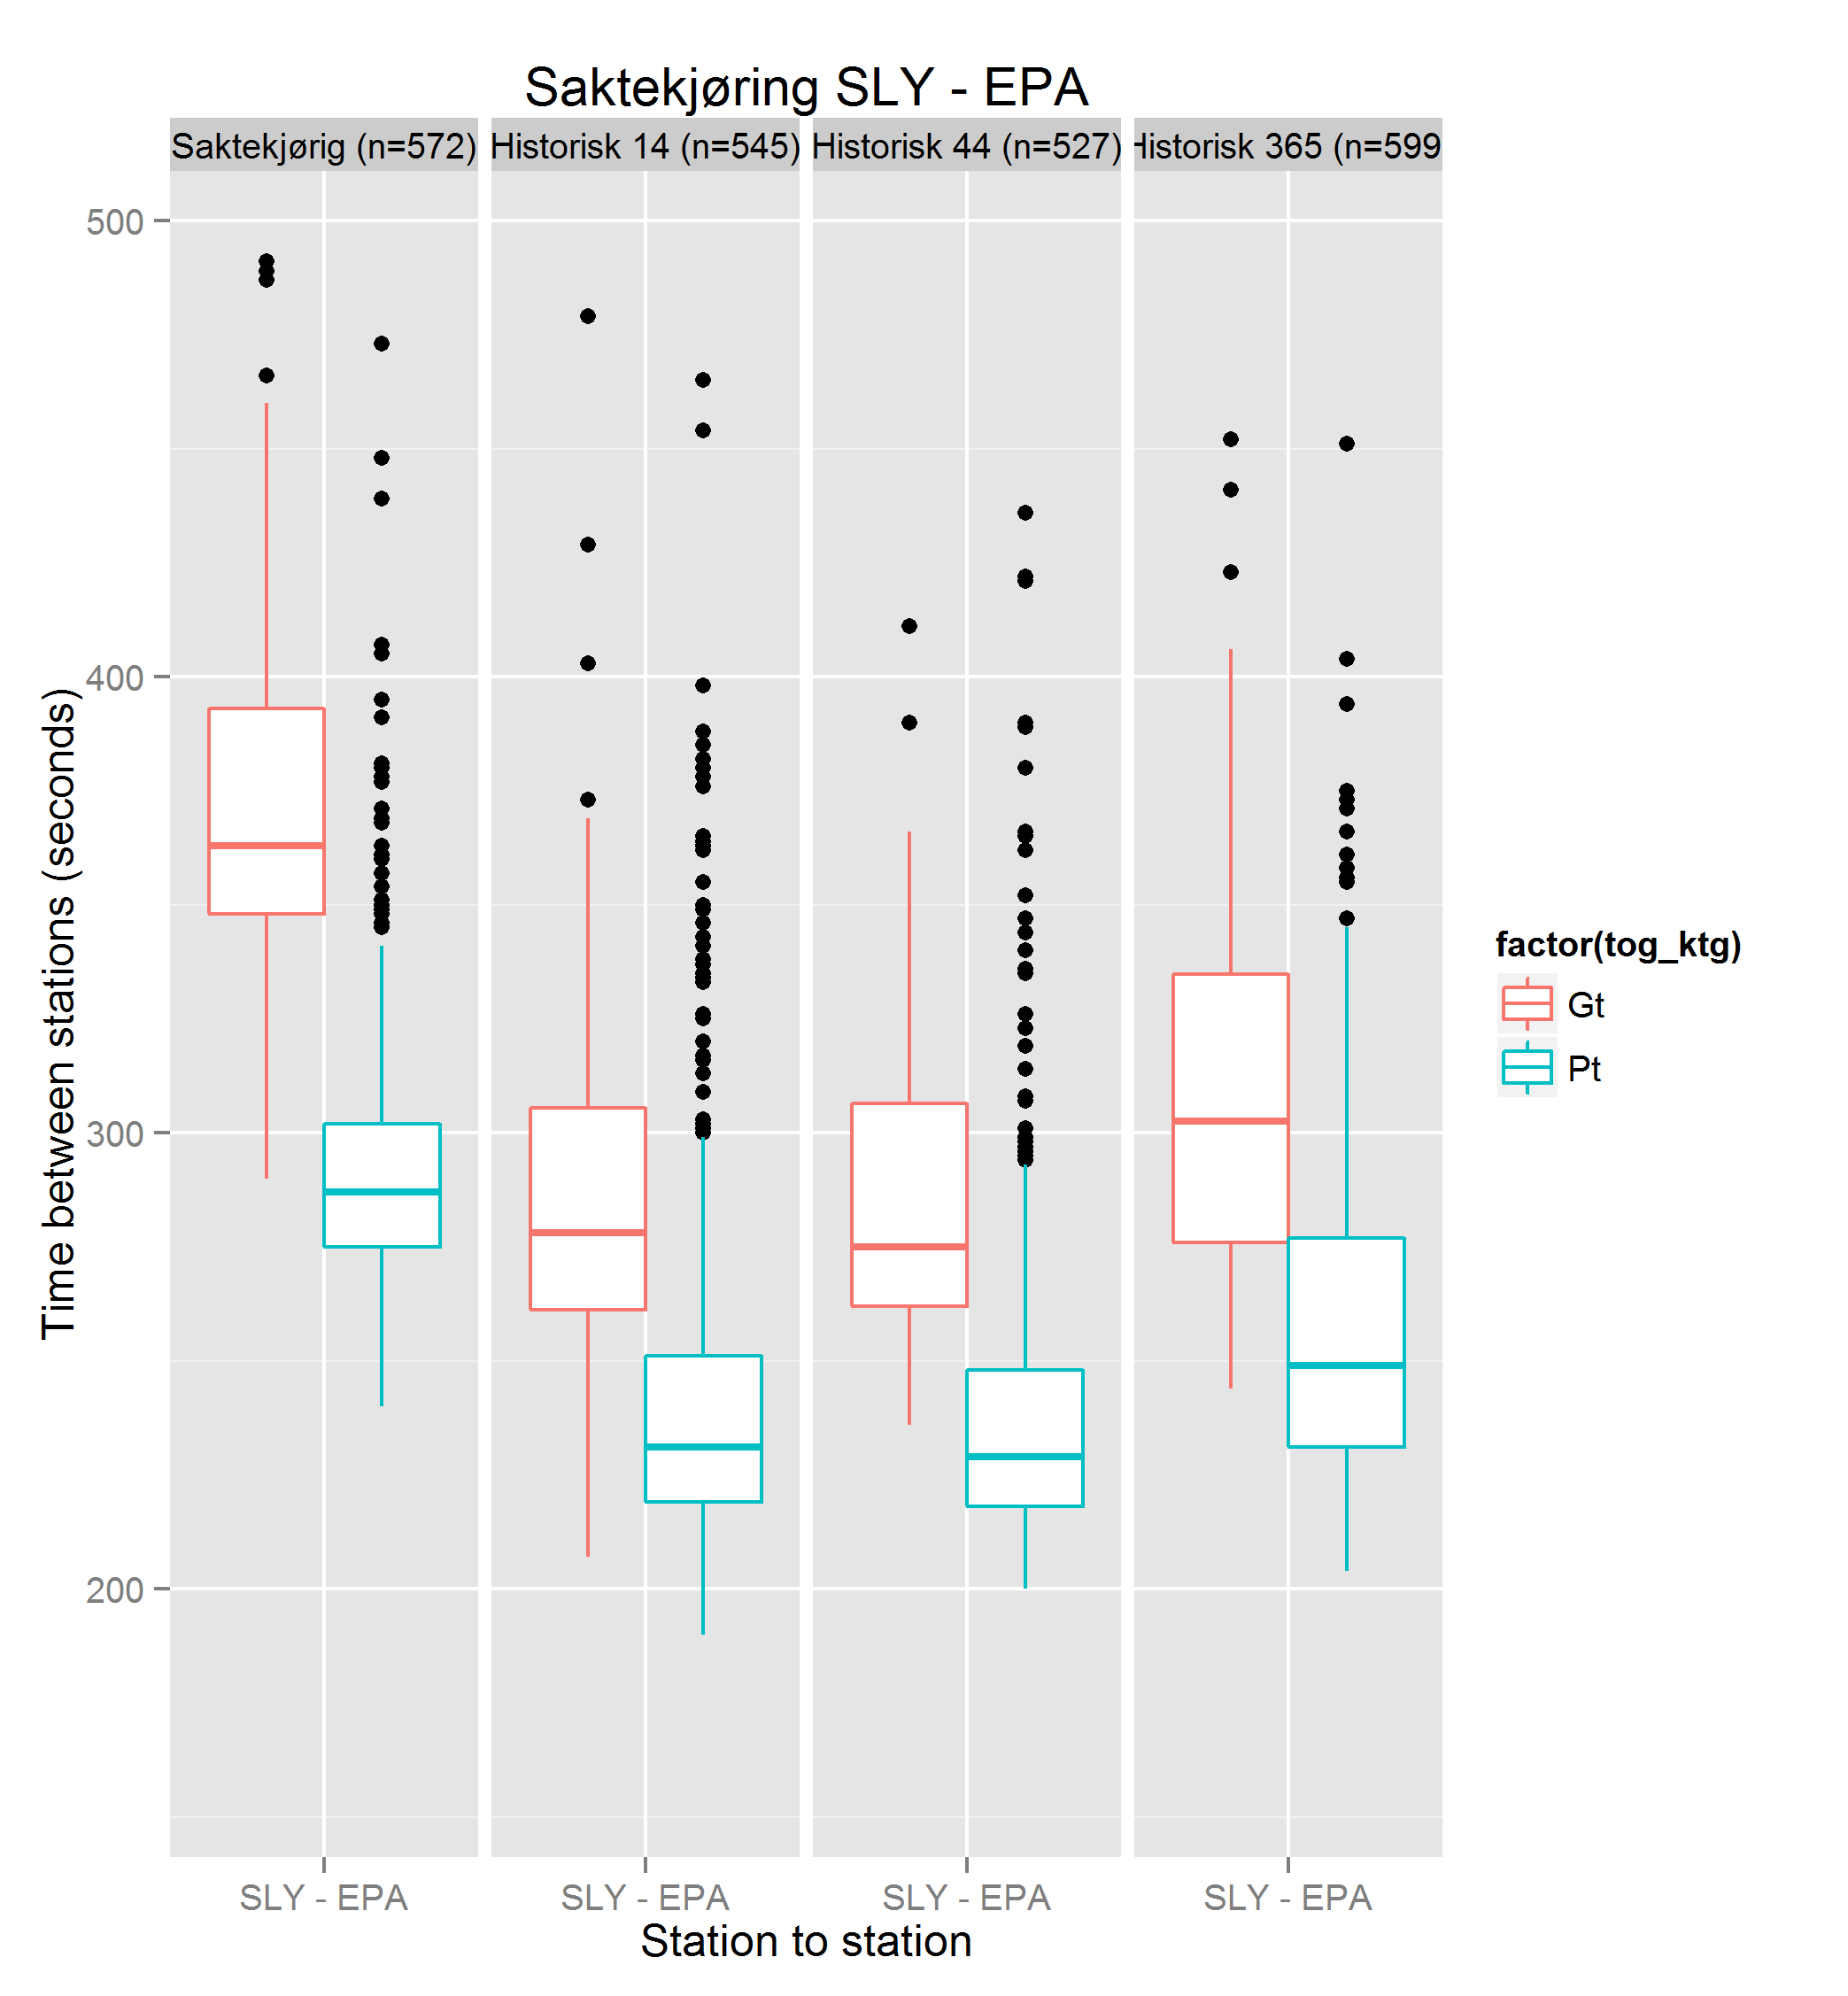 Saktekjøring SLY - EPA
Saktekjørig (n=572) Historisk 14 (n=545) Historisk 44 (n=527) Historisk 365 (n=599
500
400
300
200
Time between stations (seconds)
factor(tog_ktg)
Gt
Pt
SLY - EPA SLY - EPA SLY - EPA SLY - EPA
Station to station